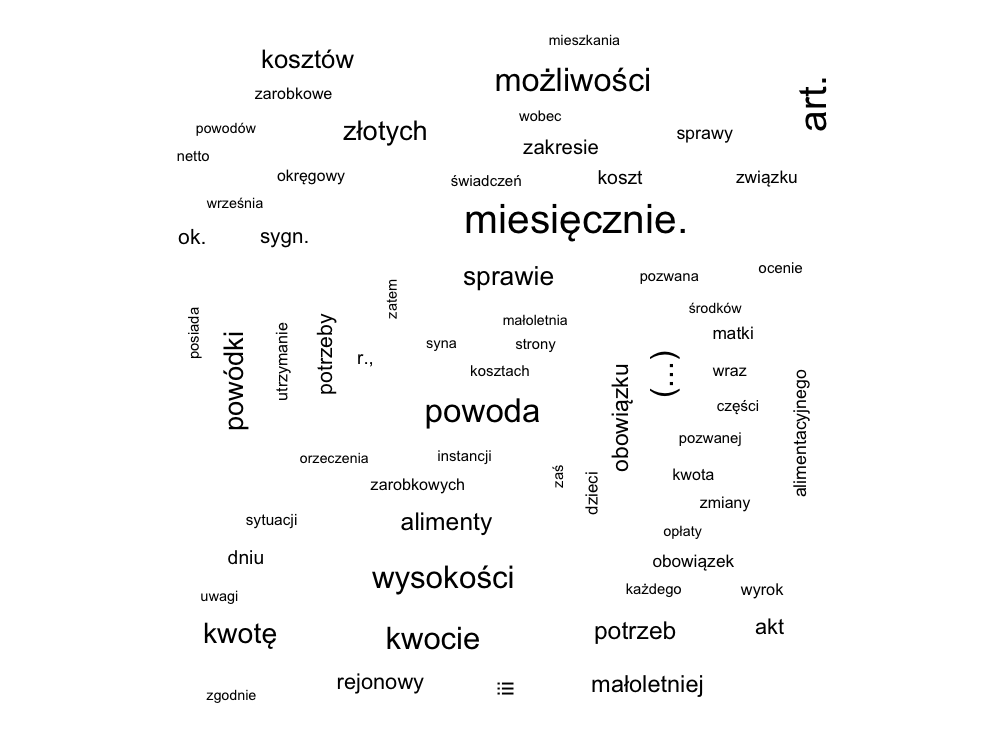 mieszkania
kosztów
możliwości
zarobkowe
art.
wobec
powodów
złotych
sprawy
zakresie
netto
okręgowy
świadczeń
koszt
związku
września
miesięcznie.
ok.
sygn.
sprawie
pozwana
ocenie
zatem
środków
małoletnia
posiada
matki
syna
strony
potrzeby
r.,
utrzymanie
kosztach
wraz
(...)
powódki
części
powoda
obowiązku
alimentacyjnego
pozwanej
orzeczenia
instancji
kwota
zaś
zarobkowych
dzieci
zmiany
sytuacji
alimenty
opłaty
dniu
obowiązek
wysokości
każdego
wyrok
uwagi
kwotę
kwocie
potrzeb
akt
rejonowy
iii
małoletniej
zgodnie